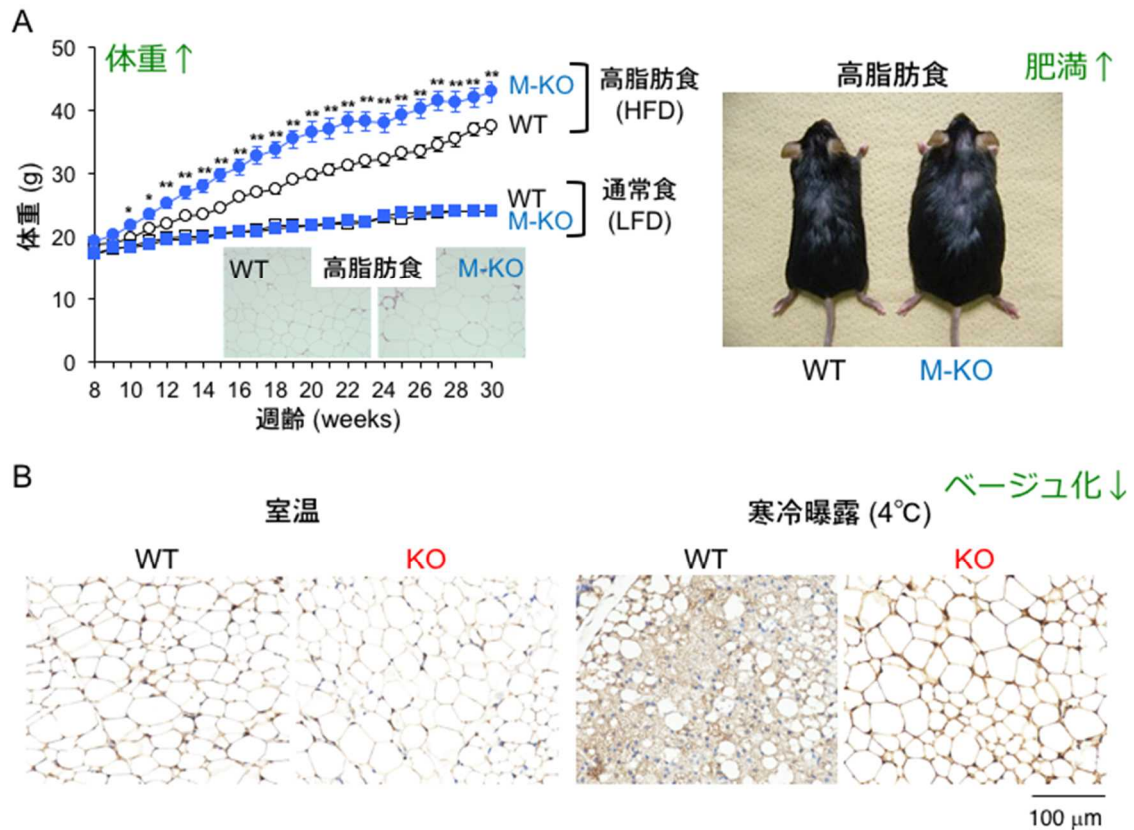 A
体重↑
体重 (g)
50
40
30
20
10
0
* * ** ** ** ** ** ** ** ** ** ** ** ** ** ** ** ** ** ** **
M-KO
WT
高脂肪食
(HFD)
WT
M-KO
通常食
(LFD)
WT
高脂肪食
M-KO
8 10 12 14 16 18 20 22 24 26 28 30
週齢 (weeks)
高脂肪食
肥満↑
WT
M-KO
B
室温
寒冷曝露 (4℃)
ベージュ化↓
WT
KO
WT
KO
100 μm